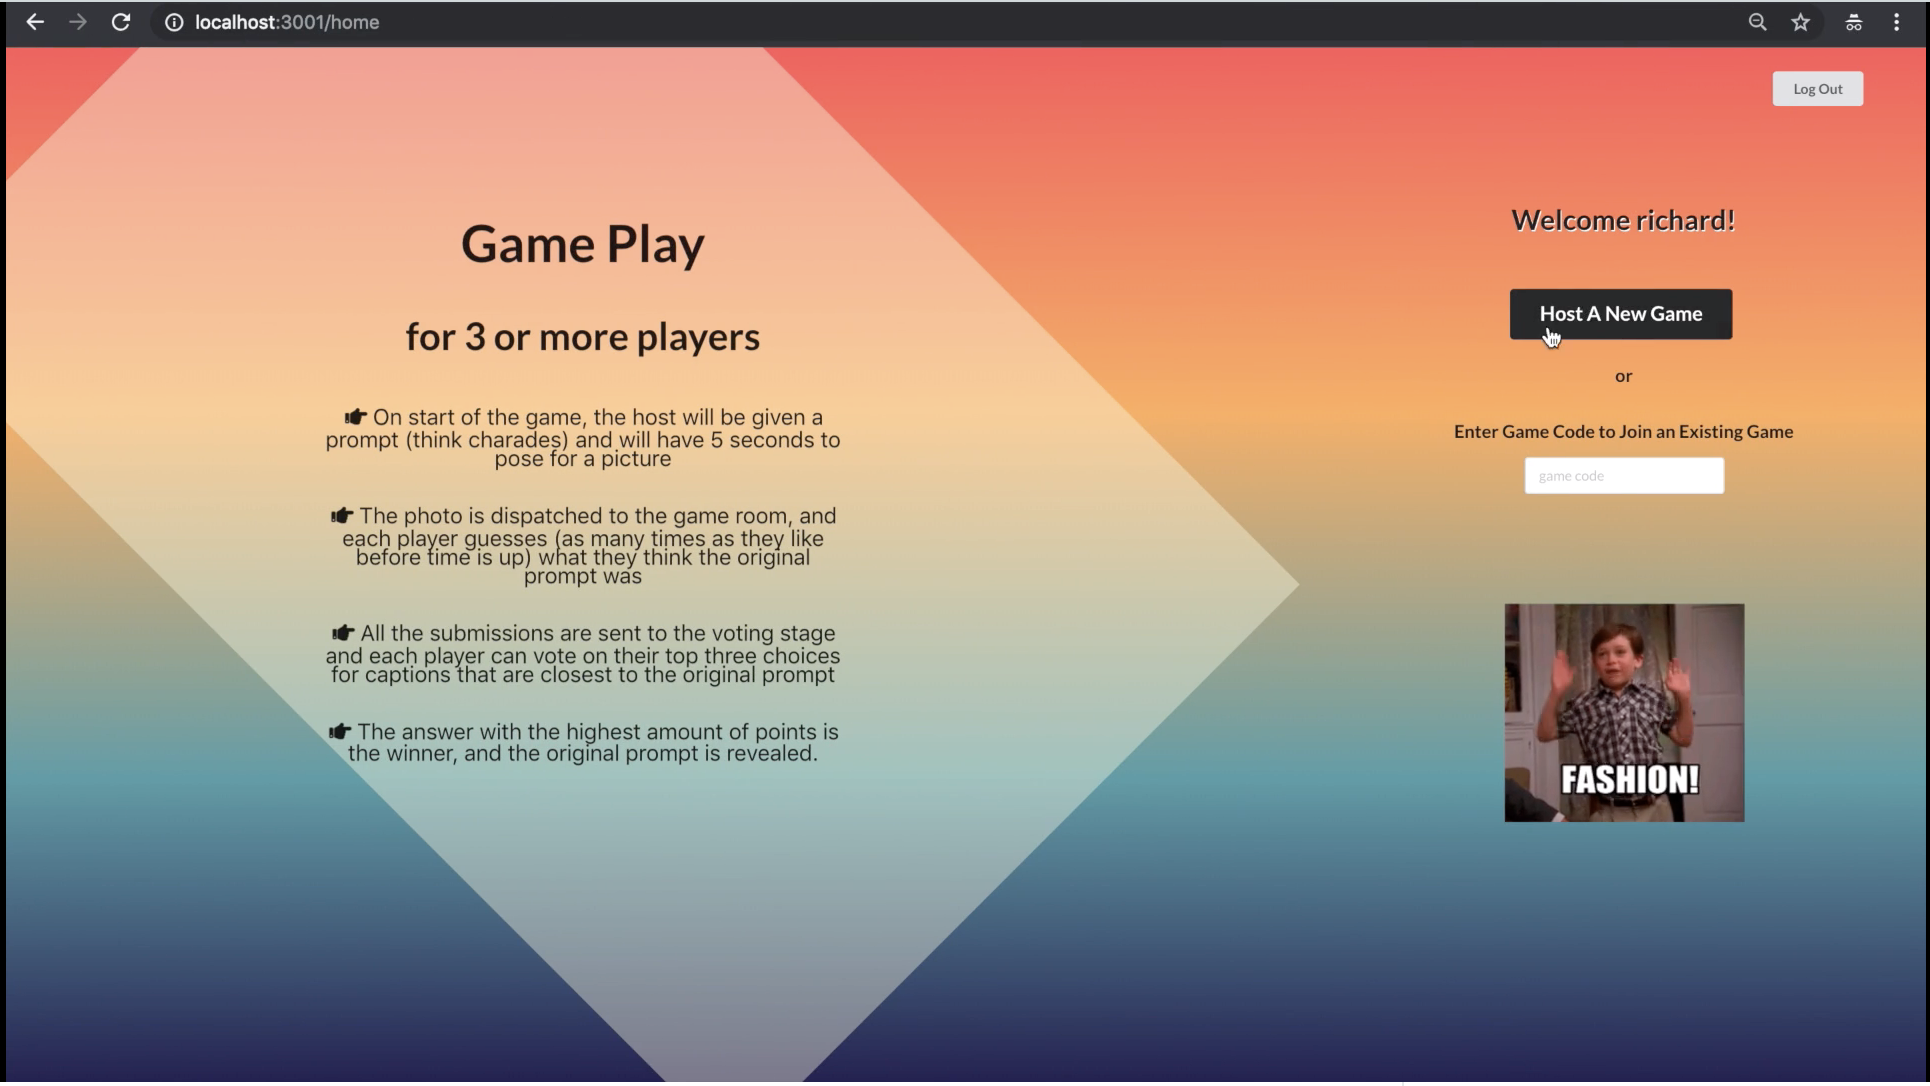 localhost:3001/home
Log Out
Game Play
for 3 or more players
On start of the game, the host will be given a
prompt (think charades) and will have 5 seconds to
pose for a picture
The photo is dispatched to the game room, and
each player guesses (as many times as they like
before time is up) what they think the original
prompt was
All the submissions are sent to the voting stage
and each player can vote on their top three choices
for captions that are closest to the original prompt
The answer with the highest amount of points is
the winner, and the original prompt is revealed.
Welcome richard!
Host A New Game
or
Enter Game Code to Join an Existing Game
game code
FASHION!